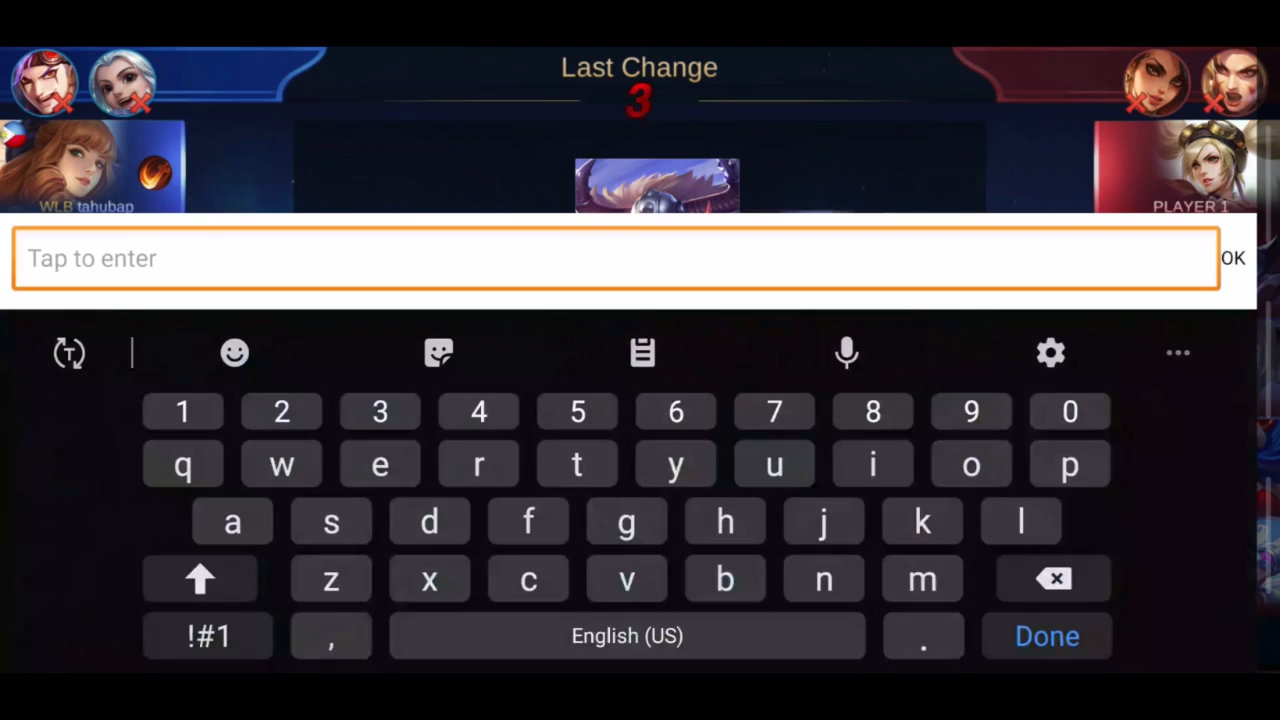 Last Change
3
WLB tahubap
PLAYER 1
Tap to enter
OK
T
1 2 3 4 5 6 7 8 9 0
q w e r t y u i o p
a s d f g h j k l
z x c v b n m
!#1 , English (US) . Done